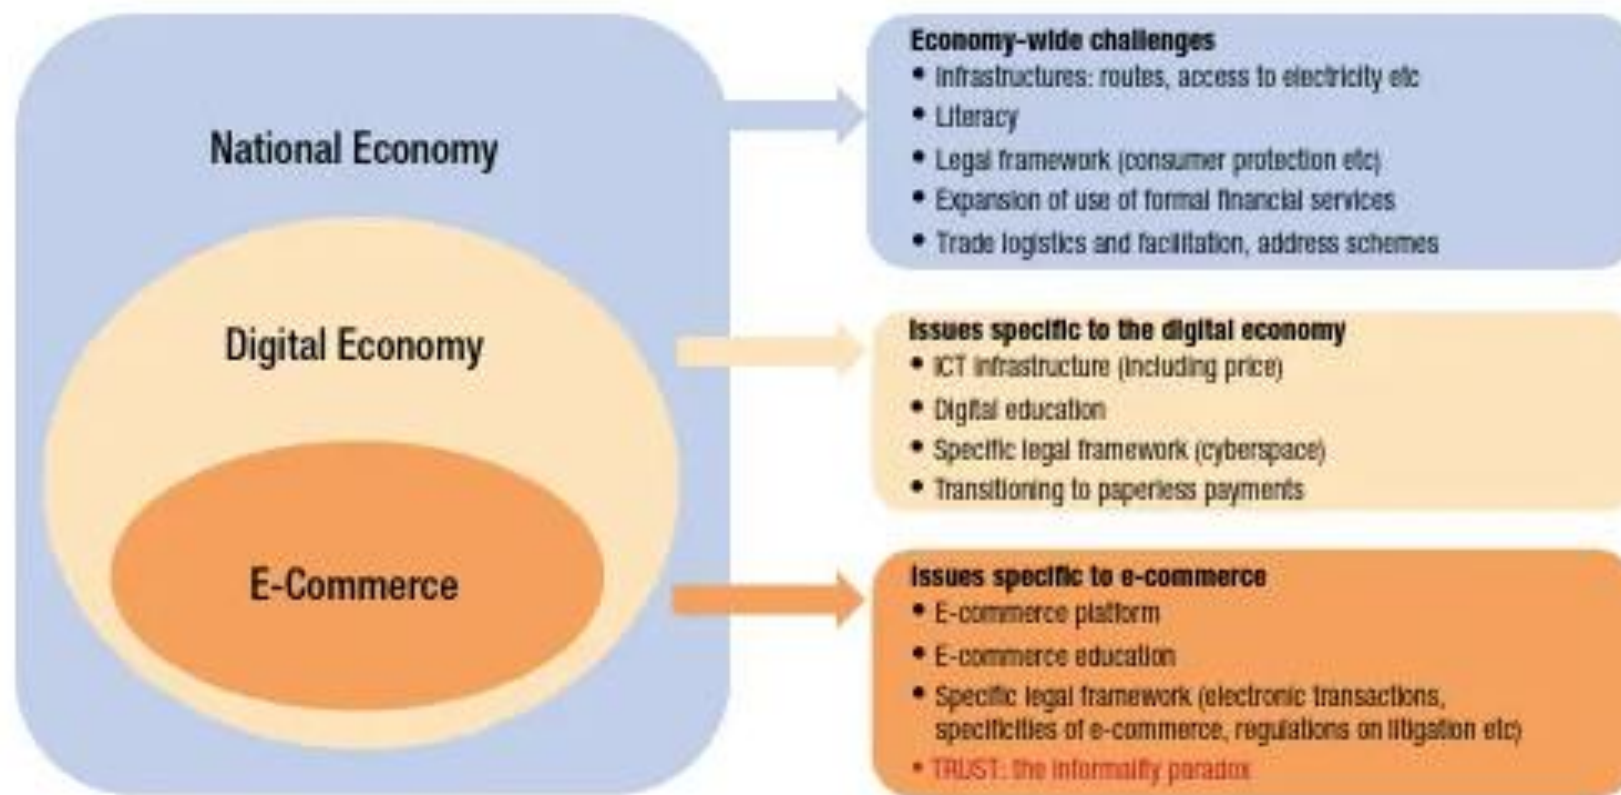 National Economy
Digital Economy
E-Commerce
Economy-wide challenges
• Infrastructures: routes, access to electricity etc
• Literacy
• Legal framework (consumer protection etc)
• Expansion of use of formal financial services
• Trade logistics and facilitation, address schemes
Issues specific to the digital economy
• ICT infrastructure (including price)
• Digital education
• Specific legal framework (cyberspace)
• Transitioning to paperless payments
Issues specific to e-commerce
• E-commerce platform
• E-commerce education
• Specific legal framework (electronic transactions,
specificities of e-commerce, regulations on litigation etc)
• TRUST: the informality paradox